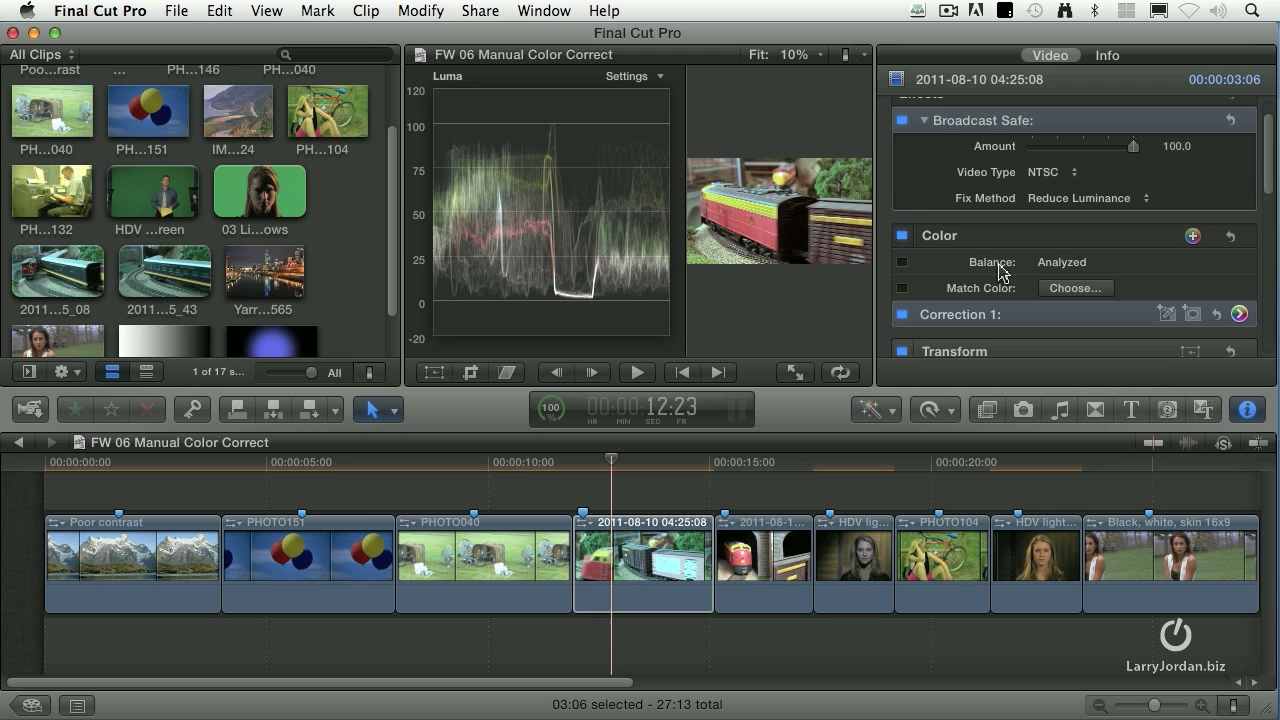 Final Cut Pro File Edit View Mark Clip Modify Share Window Help
Final Cut Pro
All Clips
Poo...rast ... PH...146 PH...040
PH...040 PH...151 IM...24 PH...104
PH...132 HDV ...reen 03 Li...ows
2011...5_08 2011...5_43 Yarr...565
1 of 17 s... All
FW 06 Manual Color Correct Fit: 10%
Luma Settings
120
100
75
50
25
0
-20
Video Info
2011-08-10 04:25:08 00:00:03:06
Effects
Broadcast Safe:
Amount 100.0
Video Type NTSC
Fix Method Reduce Luminance
Color
Balance: Analyzed
Match Color: Choose...
Correction 1:
Transform
100 % 00:00:12:23
HR MIN SEC FR
FW 06 Manual Color Correct
00:00:00:00 00:00:05:00 00:00:10:00 00:00:15:00 00:00:20:00
Poor contrast PHOTO151 PHOTO040 2011-08-10 04:25:08 2011-08-1... HDV lig... PHOTO104 HDV light... Black, white, skin 16x9
LarryJordan.biz
03:06 selected - 27:13 total